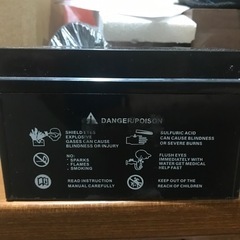 DANGER/POISON
SHIELD EYES
EXPLOSIVE
GASES CAN CAUSE
BLINDNESS OR INJURY
SULFURIC ACID
CAN CAUSE BLINDNESS
OR SEVERE BURNS
NO:
· SPARKS
· FLAMES
· SMOKING
FLUSH EYES
IMMEDIATELY WITH
WATER GET MEDICAL
HELP FAST
READ INSTRUCTION
MANUAL CAREFULLY
KEEP OUT OF THE
REACH OF CHILDREN